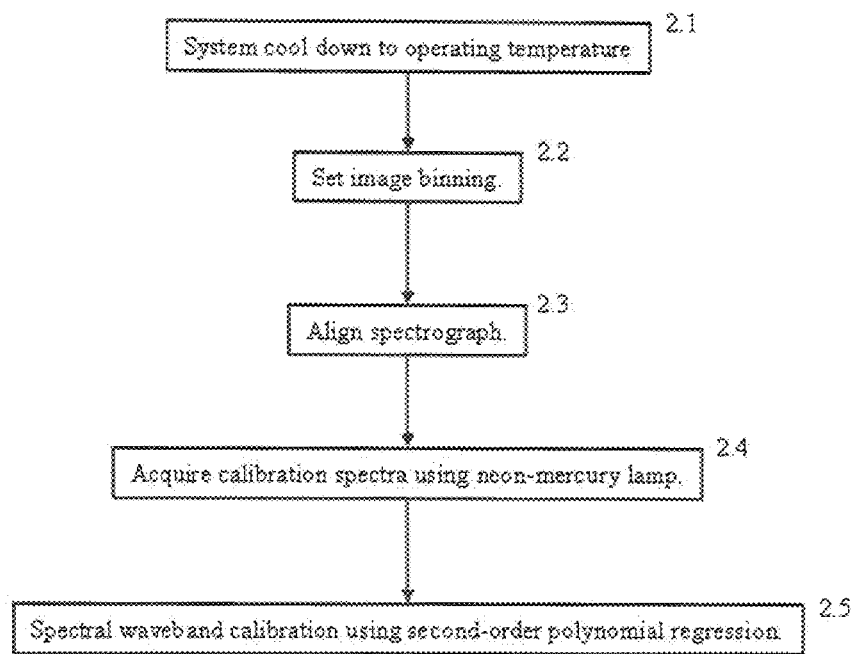 2.1
System cool down to operating temperature
2.2
Set image binning.
2.3
Align spectrograph.
2.4
Acquire calibration spectra using neon-mercury lamp.
2.5
Spectral waveband calibration using second-order polynomial regression